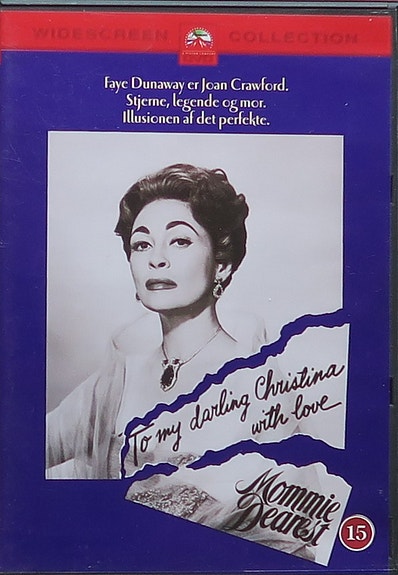 WIDESCREEN COLLECTION
Faye Dunaway er Joan Crawford.
Stjerne, legende og mor.
Illusionen af det perfekte.
To my darling Christina
with love
Mommie
Dearest
15